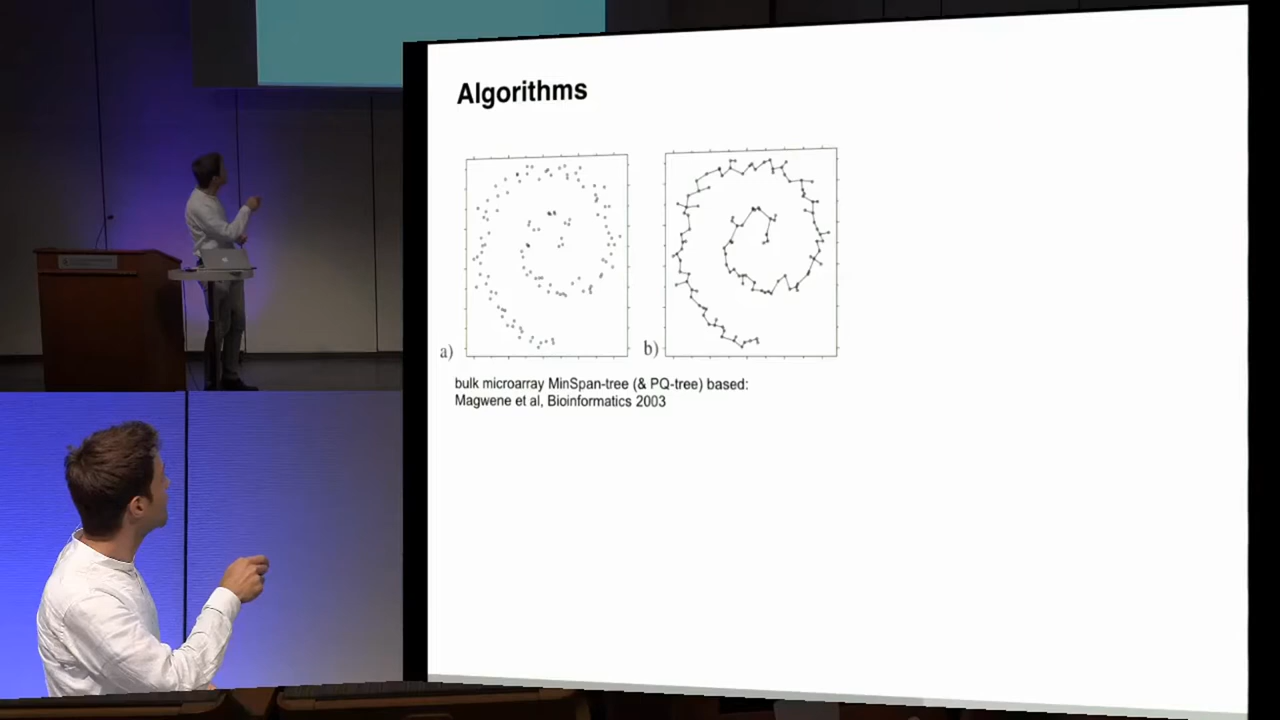 Algorithms
a)
b)
bulk microarray MinSpan-tree (& PQ-tree) based:
Magwene et al, Bioinformatics 2003